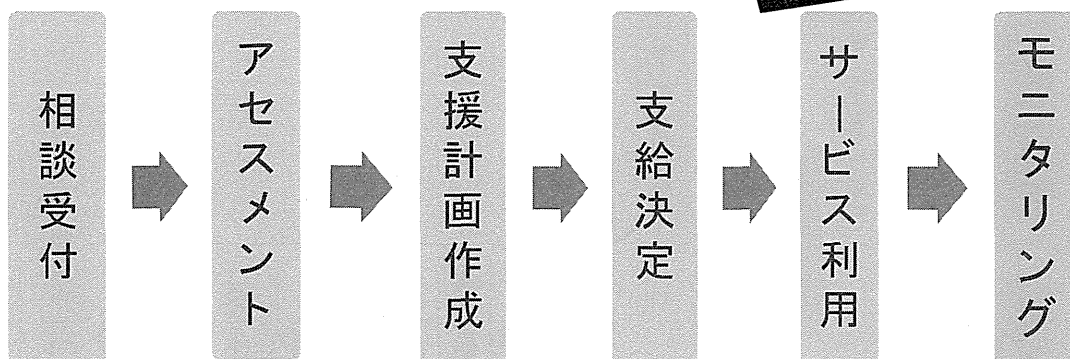 相談受付
アセスメント
支援計画作成
支給決定
サービス利用
モニタリング